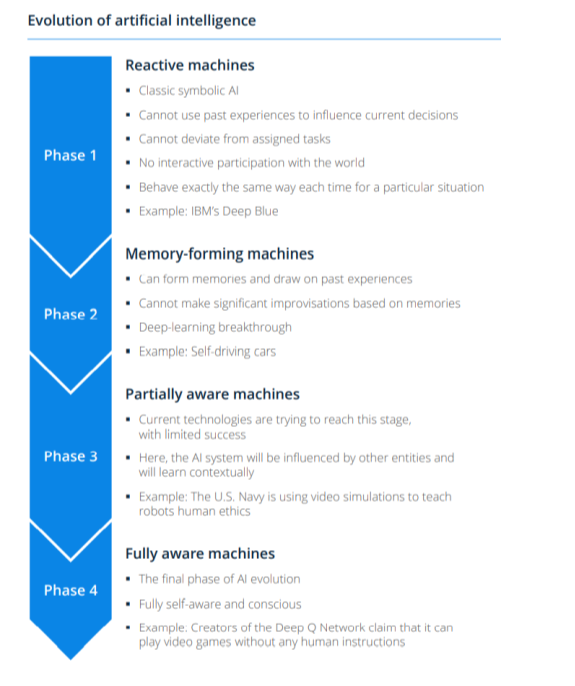 Evolution of artificial intelligence
Phase 1
Reactive machines
▪ Classic symbolic AI
▪ Cannot use past experiences to influence current decisions
▪ Cannot deviate from assigned tasks
▪ No interactive participation with the world
▪ Behave exactly the same way each time for a particular situation
▪ Example: IBM's Deep Blue
Phase 2
Memory-forming machines
▪ Can form memories and draw on past experiences
▪ Cannot make significant improvisations based on memories
▪ Deep-learning breakthrough
▪ Example: Self-driving cars
Phase 3
Partially aware machines
▪ Current technologies are trying to reach this stage,
with limited success
▪ Here, the AI system will be influenced by other entities and
will learn contextually
▪ Example: The U.S. Navy is using video simulations to teach
robots human ethics
Phase 4
Fully aware machines
▪ The final phase of AI evolution
▪ Fully self-aware and conscious
▪ Example. Creators of the Deep Q Network claim that it can
play video games without any human instructions